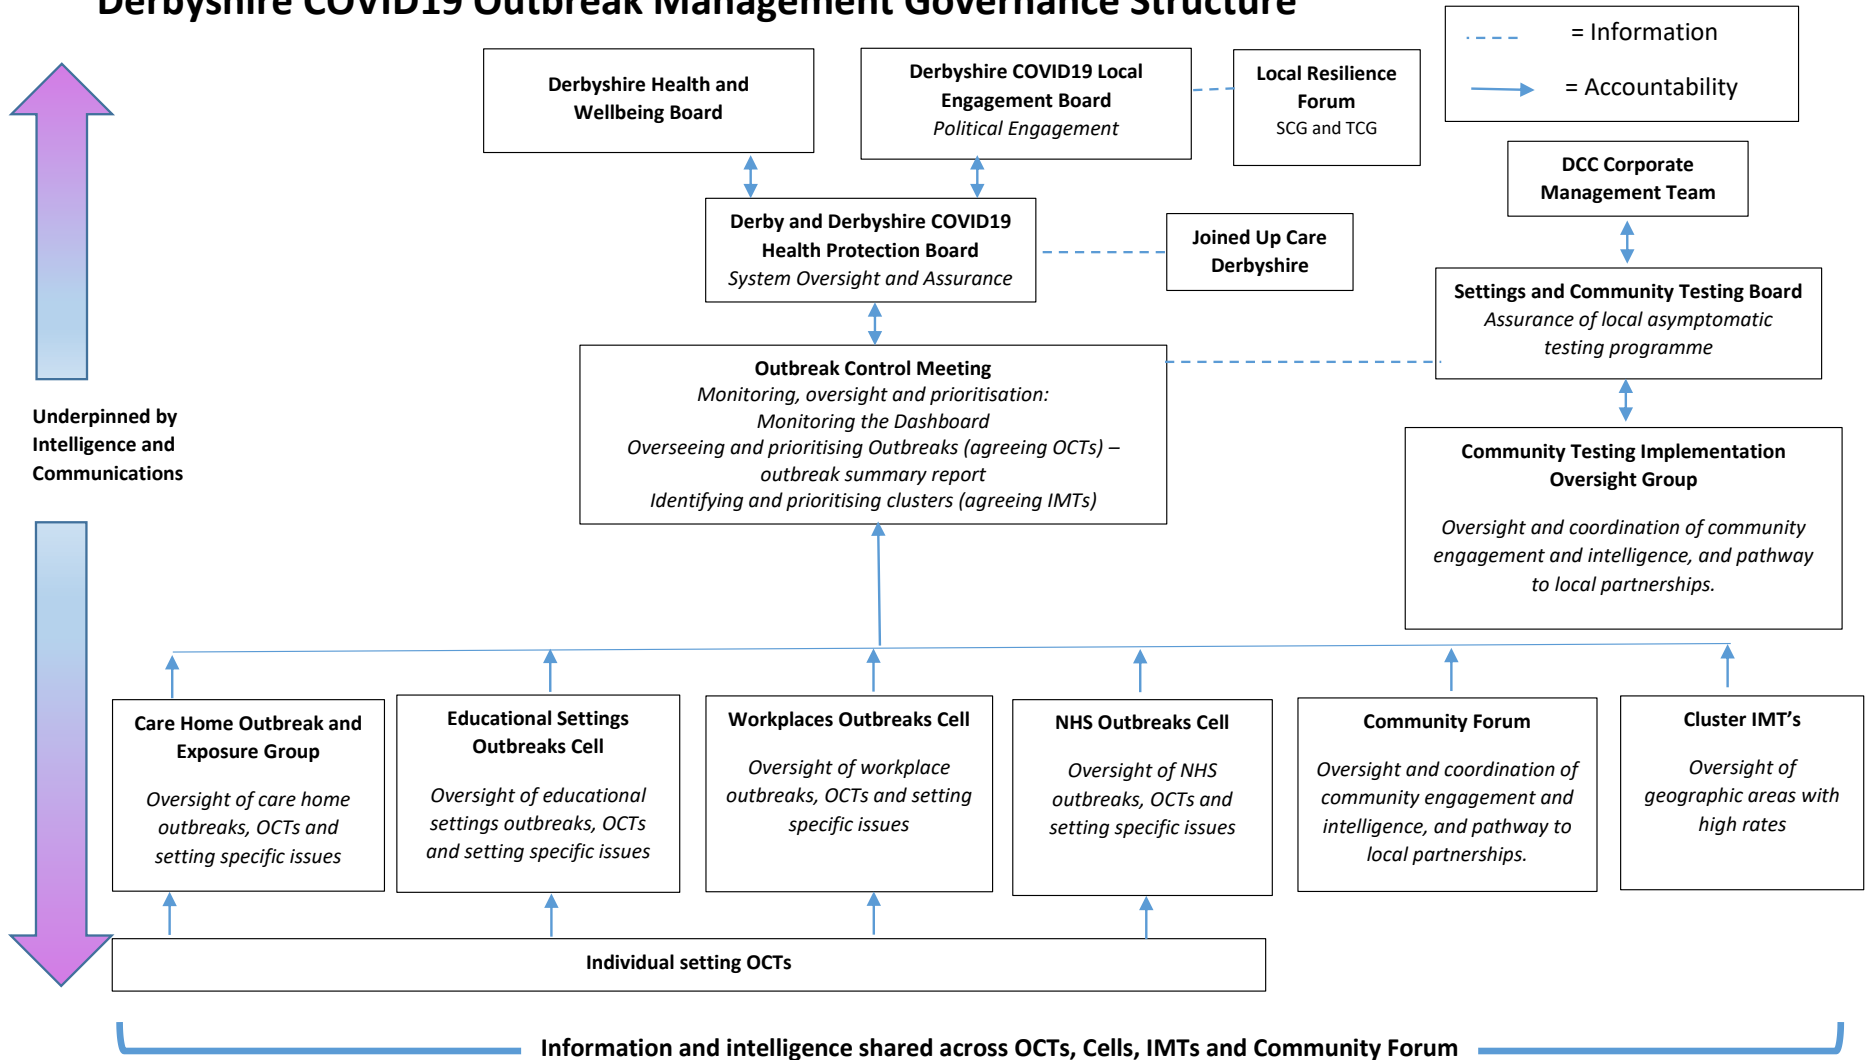 Derbyshire COVID19 Outbreak Management Governance Structure
= Information
= Accountability
Derbyshire Health and
Wellbeing Board
Derbyshire COVID19 Local
Engagement Board
Political Engagement
Local Resilience
Forum
SCG and TCG
DCC Corporate
Management Team
Derby and Derbyshire COVID19
Health Protection Board
System Oversight and Assurance
Joined Up Care
Derbyshire
Settings and Community Testing Board
Assurance of local asymptomatic
testing programme
Outbreak Control Meeting
Monitoring, oversight and prioritisation:
Monitoring the Dashboard
Overseeing and prioritising Outbreaks (agreeing OCTs) –
outbreak summary report
Identifying and prioritising clusters (agreeing IMTs)
Underpinned by
Intelligence and
Communications
Community Testing Implementation
Oversight Group
Oversight and coordination of community
engagement and intelligence, and pathway
to local partnerships.
Care Home Outbreak and
Exposure Group
Oversight of care home
outbreaks, OCTs and
setting specific issues
Educational Settings
Outbreaks Cell
Oversight of educational
settings outbreaks, OCTs
and setting specific issues
Workplaces Outbreaks Cell
Oversight of workplace
outbreaks, OCTs and setting
specific issues
NHS Outbreaks Cell
Oversight of NHS
outbreaks, OCTs and
setting specific issues
Community Forum
Oversight and coordination of
community engagement and
intelligence, and pathway to
local partnerships.
Cluster IMT’s
Oversight of
geographic areas with
high rates
Individual setting OCTs
Information and intelligence shared across OCTs, Cells, IMTs and Community Forum